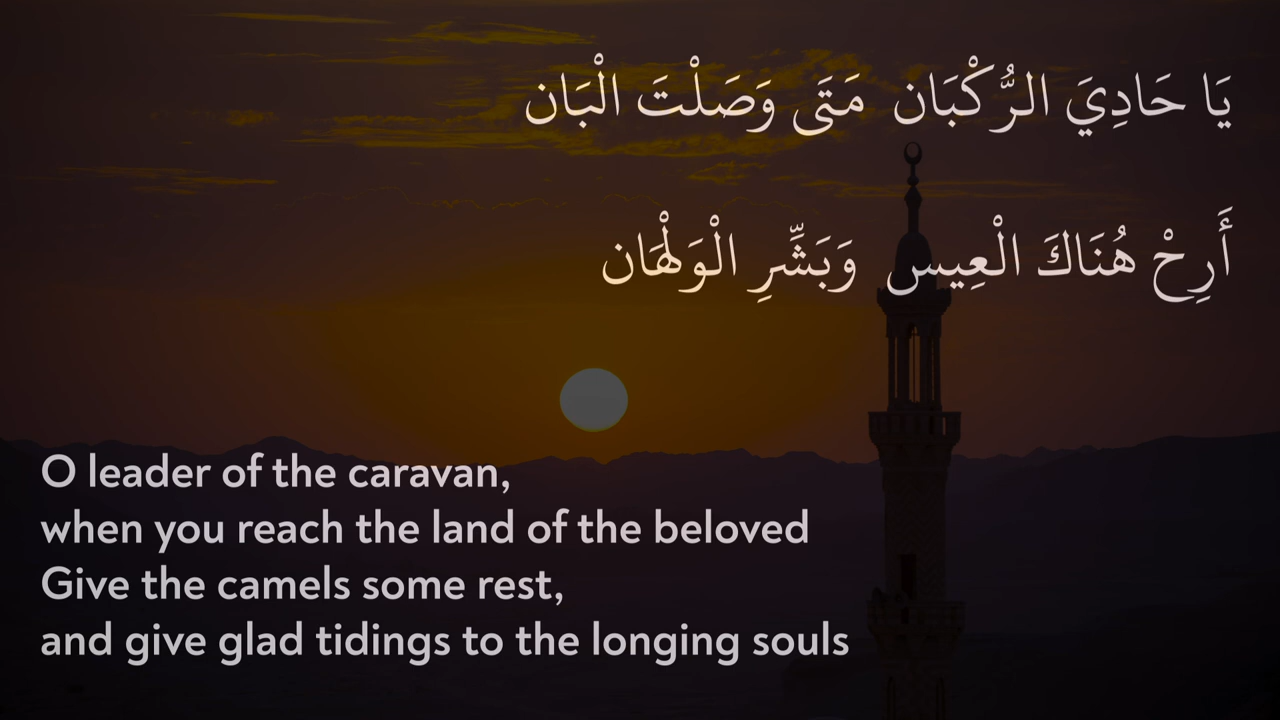 يَا حَادِيَ الرُّكْبَان مَتَى وَصَلْتَ الْبَان
أَرِحْ هُنَاكَ الْعِيس وَبَشِّرِ الْوَلْهَان
O leader of the caravan,
when you reach the land of the beloved
Give the camels some rest,
and give glad tidings to the longing souls